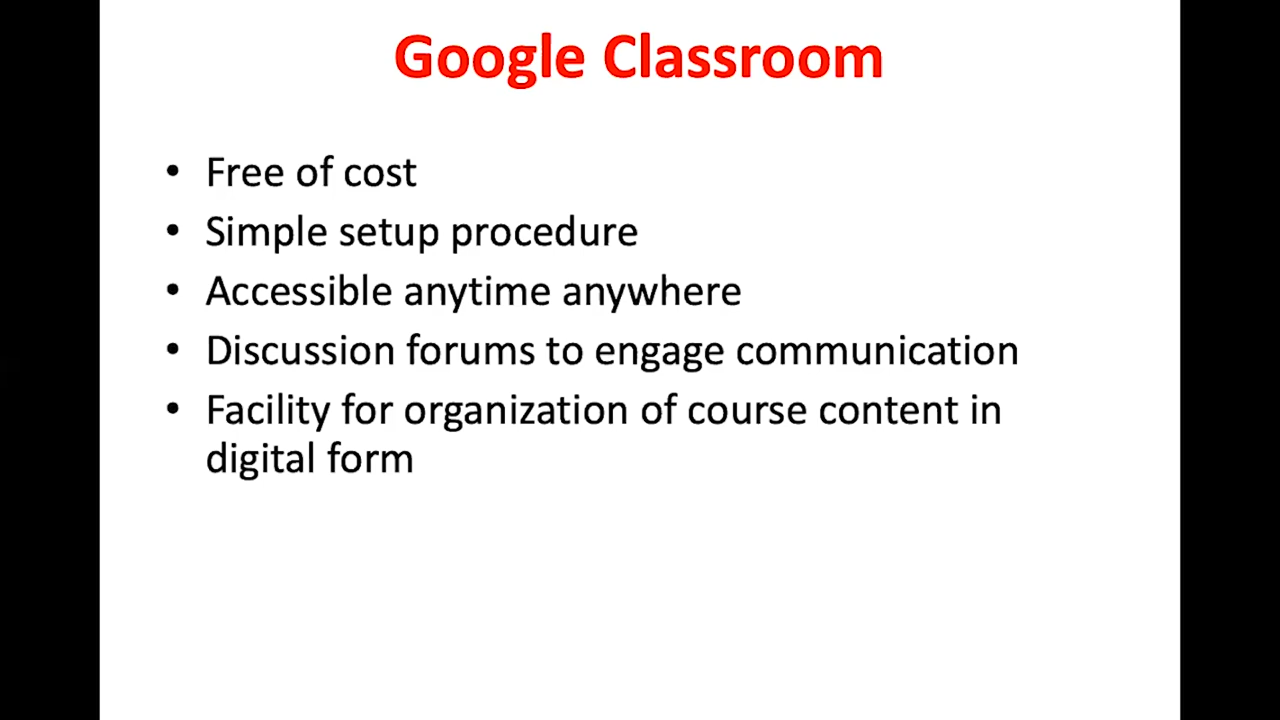 Google Classroom
• Free of cost
• Simple setup procedure
• Accessible anytime anywhere
• Discussion forums to engage communication
• Facility for organization of course content in
digital form